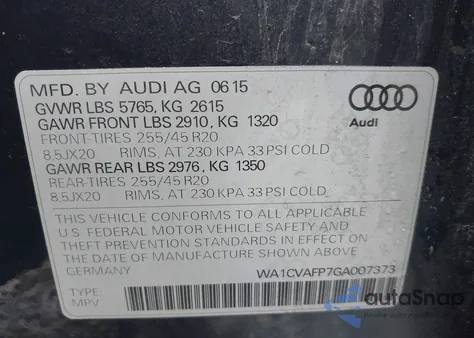 MFD. BY AUDI AG 06 15
GVWR LBS 5765, KG 2615
GAWR FRONT LBS 2910, KG 1320
FRONT-TIRES 255/45 R20
8.5JX20 RIMS, AT 230 KPA 33 PSI COLD
GAWR REAR LBS 2976, KG 1350
REAR-TIRES 255/45 R20
8.5JX20 RIMS, AT 230 KPA 33 PSI COLD
THIS VEHICLE CONFORMS TO ALL APPLICABLE
U.S FEDERAL MOTOR VEHICLE SAFETY AND
THEFT PREVENTION STANDARDS IN EFFECT ON
THE DATE OF MANUFACTURE SHOWN ABOVE.
GERMANY WA1CVAFP7GA007373
TYPE:
MPV
Audi
autoSnap